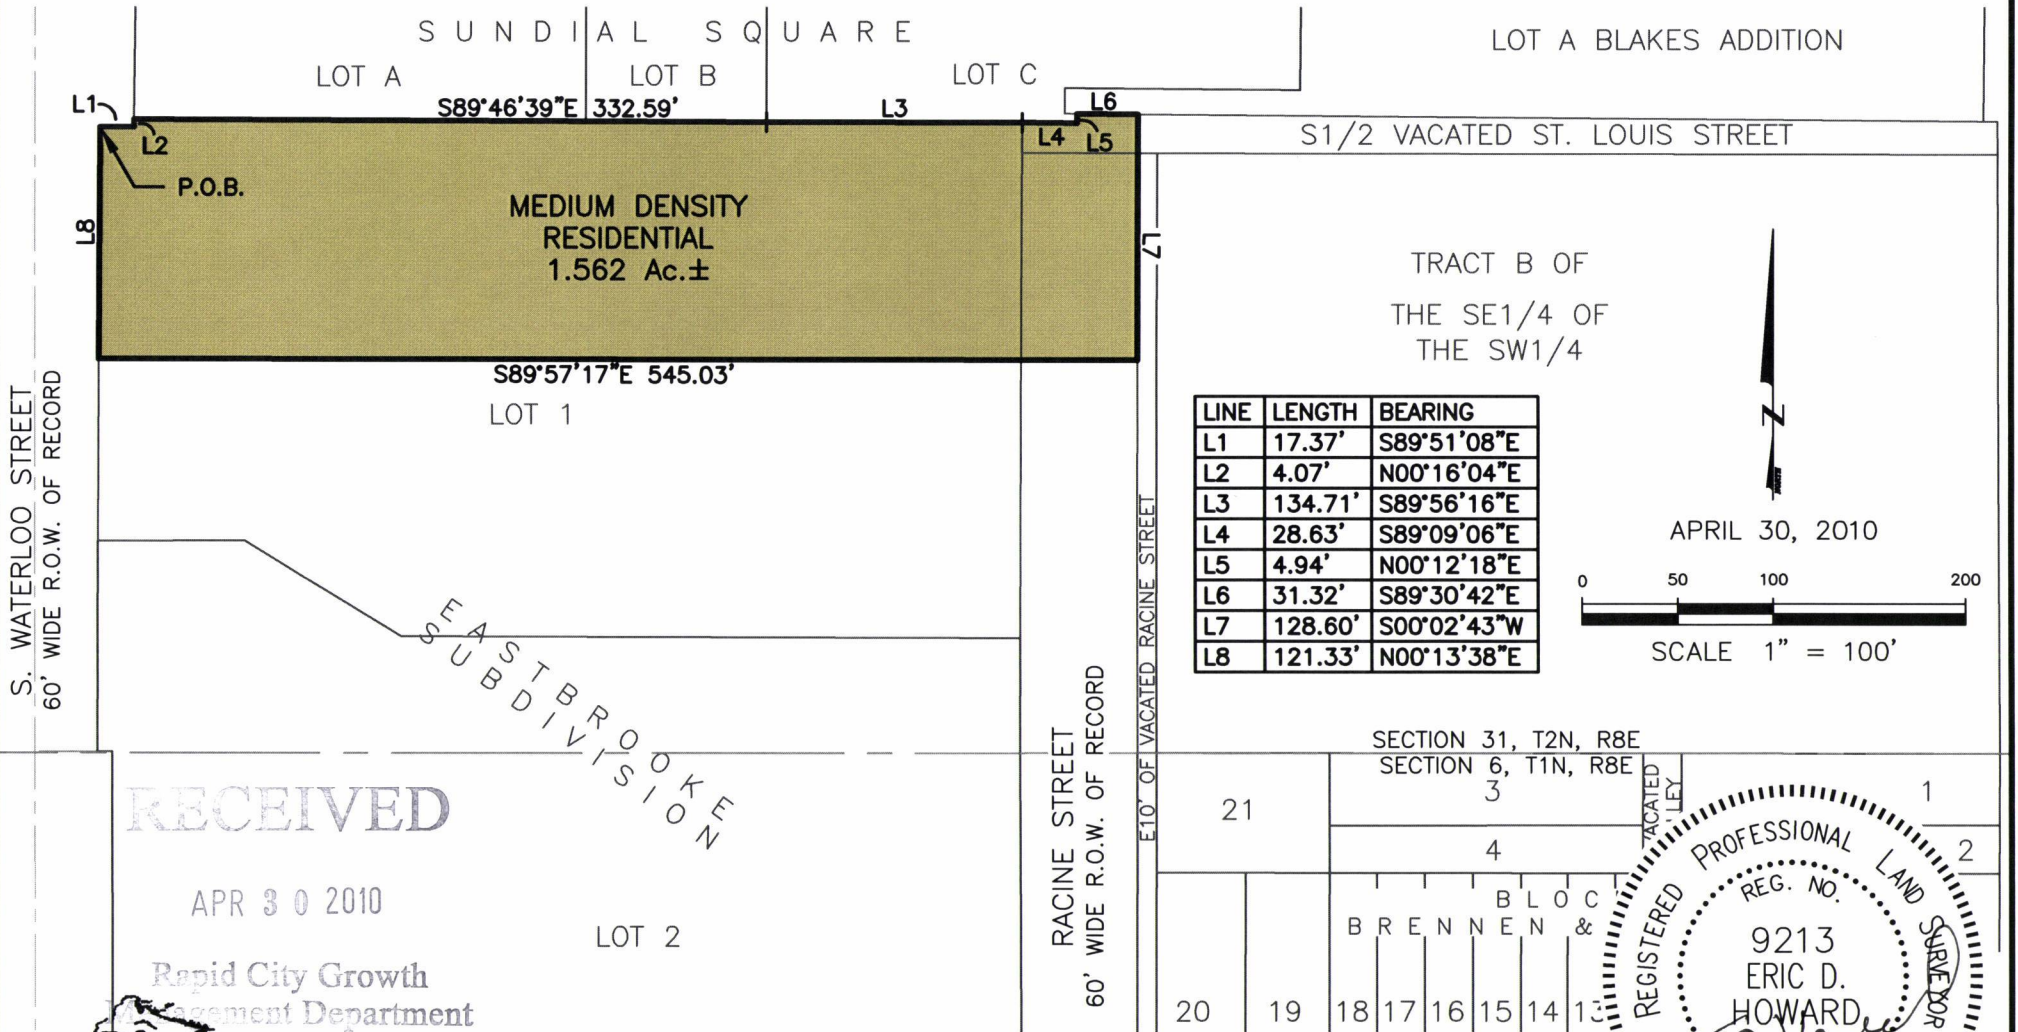 SUNDIAL SQUARE
LOT A BLAKES ADDITION
LOT A
LOT B
LOT C
L1
S89°46'39"E 332.59'
L3
L6
L2
L4
L5
S1/2 VACATED ST. LOUIS STREET
P.O.B.
L8
MEDIUM DENSITY
RESIDENTIAL
1.562 Ac.±
L7
TRACT B OF
THE SE1/4 OF
THE SW1/4
S89°57'17"E 545.03'
LOT 1
S. WATERLOO STREET
60' WIDE R.O.W. OF RECORD
LINE LENGTH BEARING
L1 17.37' S89°51'08"E
L2 4.07' N00°16'04"E
L3 134.71' S89°56'16"E
L4 28.63' S89°09'06"E
L5 4.94' N00°12'18"E
L6 31.32' S89°30'42"E
L7 128.60' S00°02'43"W
L8 121.33' N00°13'38"E
N
APRIL 30, 2010
0 50 100 200
SCALE 1" = 100'
EASTBROOKE
SUBDIVISION
RACINE STREET
60' WIDE R.O.W. OF RECORD
E10' OF VACATED RACINE STREET
SECTION 31, T2N, R8E
SECTION 6, T1N, R8E
RECEIVED
APR 30 2010
Rapid City Growth
Management Department
LOT 2
21
3
4
1
2
BLOC
BRENNEN &
20 19 18 17 16 15 14 13
REGISTERED PROFESSIONAL LAND SURVEYOR
REG. NO.
9213
ERIC D.
HOWARD